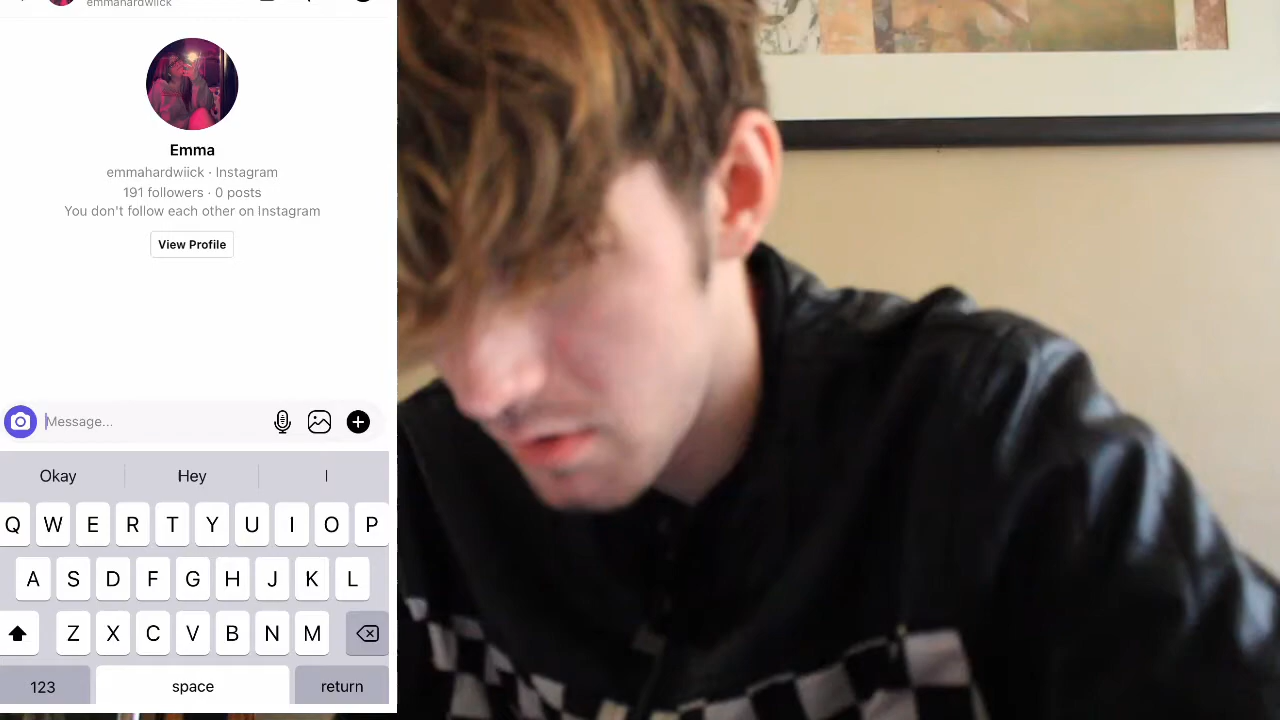 emmahardwiick
Emma
emmahardwiick · Instagram
191 followers · 0 posts
You don't follow each other on Instagram
View Profile
Message...
Okay Hey I
Q W E R T Y U I O P
A S D F G H J K L
Z X C V B N M
123 space return